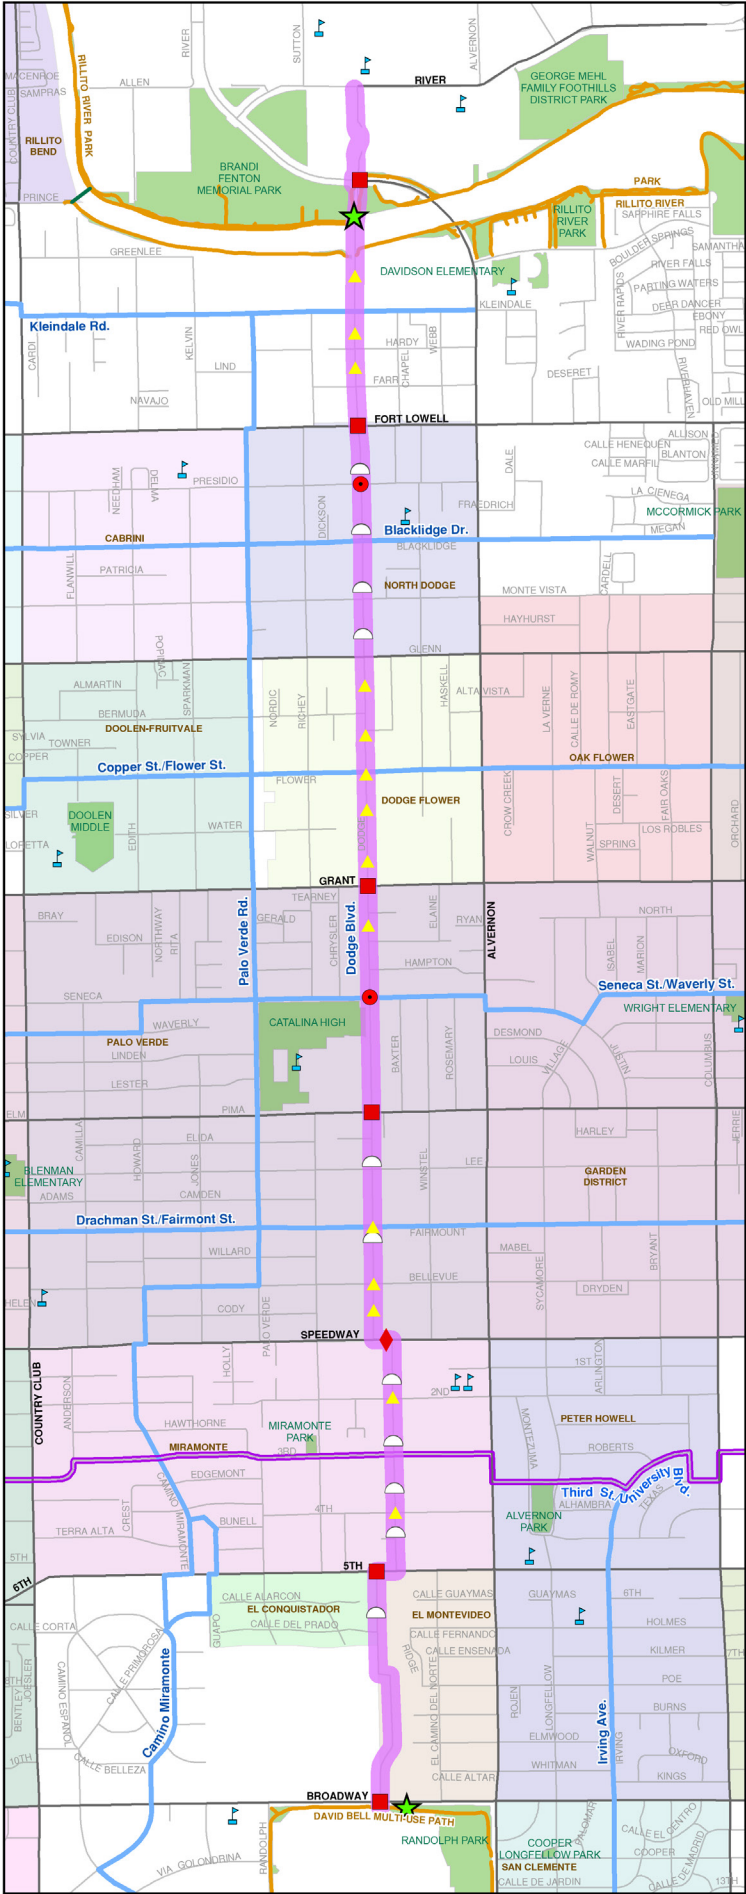 RIVER
SUTTON
ALVERNON
MACENROE
SAMPRAS
COUNTRY CLUB
RILLITO
BEND
RILLITO RIVER PARK
ALLEN
RIVER
GEORGE MEHL
FAMILY FOOTHILLS
DISTRICT PARK
BRANDI
FENTON
MEMORIAL PARK
PRINCE
PARK
RILLITO RIVER
RILLITO
RIVER
PARK
SAPPHIRE FALLS
BOULDER SPRINGS
SAMANTHA
GREENLEE
DAVIDSON ELEMENTARY
RIVER FALLS
PARTING WATERS
RIVER RAPIDS
DEER DANCER
EBONY
RED OWL
KLEINDALE
Kleindale Rd.
CARDI
KELVIN
LIND
NAVAJO
HARDY
FARR
CHAPEL
WEBB
WADING POND
DESERET
RIVERHAVEN
OLD MILL
FORT LOWELL
ALLISON
CALLE HENEQUEN
BLANTON
CALLE MARFIL
DALE
NEEDHAM
DELMA
PRESIDIO
DICKSON
FRAEDRICH
LA CIENEGA
MCCORMICK PARK
MEGAN
CABRINI
Blacklidge Dr.
BLACKLIDGE
FLANWILL
PATRICIA
NORTH DODGE
MONTE VISTA
CARDELL
HAYHURST
GLENN
POPIDAC
SPARKMAN
ALMARTIN
BERMUDA
DOOLEN-FRUITVALE
SYLVIA
TOWNER
COPPER
NORDIC
RICHEY
HASKELL
ALTA VISTA
LA VERNE
CALLE DE ROMY
EASTGATE
Copper St./Flower St.
OAK FLOWER
FLOWER
DODGE FLOWER
SILVER
DOOLEN
MIDDLE
LORETTA
EDITH
WATER
DODGE
CROW CREEK
DESERT
FAIR OAKS
WALNUT
LOS ROBLES
SPRING
ORCHARD
GRANT
TEARNEY
BRAY
EDISON
NORTHWAY
RITA
Palo Verde Rd.
GERALD
CHRYSLER
Dodge Blvd.
ELAINE
RYAN
HAMPTON
ALVERNON
NORTH
ISABEL
MARION
Seneca St./Waverly St.
SENECA
WAVERLY
PALO VERDE
LINDEN
LESTER
CATALINA HIGH
BAXTER
ROSEMARY
DESMOND
LOUIS
VILLAGE
JUSTIN
WRIGHT ELEMENTARY
COLUMBUS
ELM
PIMA
CAMILLA
HOWARD
ELIDA
JONES
BLENMAN
ELEMENTARY
ADAMS
CAMDEN
WINSTEL
LEE
HARLEY
JERRIE
GARDEN
DISTRICT
Drachman St./Fairmont St.
FAIRMOUNT
WILLARD
MABEL
SYCAMORE
BRYANT
BELLEVUE
DRYDEN
HELEN
CODY
PALO VERDE
SPEEDWAY
COUNTRY CLUB
ANDERSON
HOLLY
2ND
1ST
ARLINGTON
PETER HOWELL
HAWTHORNE
MIRAMONTE
PARK
3RD
MIRAMONTE
MONTEZUMA
ROBERTS
EDGEMONT
CAMINO MIRAMONTE
CREST
TERRA ALTA
BUNELL
4TH
Third St./University Blvd.
ALHAMBRA
TEXAS
ALVERNON
PARK
5TH
6TH
5TH
CALLE ALARCON
EL CONQUISTADOR
CALLE DEL PRADO
GUAPO
CALLE GUAYMAS
EL MONTEVIDEO
CALLE FERNANDO
CALLE ENSENADA
RIDGE
EL CAMINO DEL NORTE
GUAYMAS
6TH
HOLMES
KILMER
7TH
POE
BURNS
CALLE CORTA
CALLE PRIMOROSA
8TH
BENTLEY
JOESLER
CAMINO ESPANOL
Camino Miramonte
ROJEN
LONGFELLOW
Irving Ave.
IRVING
ELMWOOD
OXFORD
WHITMAN
KINGS
10TH
CALLE BELLEZA
CALLE ALTAR
BROADWAY
DAVID BELL MULTI-USE PATH
RANDOLPH
RANDOLPH PARK
VIA GOLONDRINA
PALOMAR
COOPER
LONGFELLOW PARK
SAN CLEMENTE
CALLE DE JARDIN
CALLE EL CENTRO
COOPER
CALLE DE MADRID
13TH